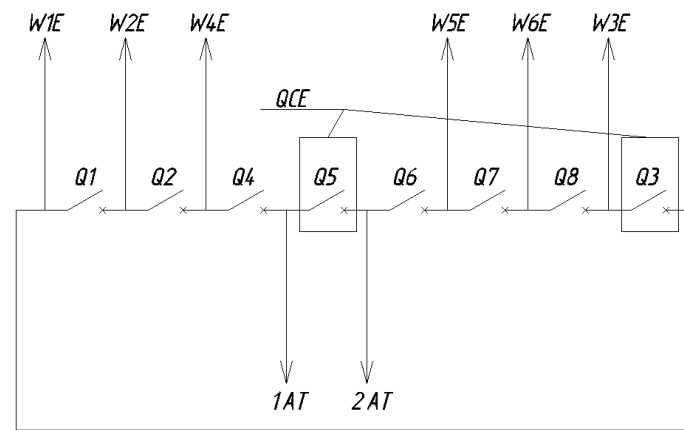 W1E W2E W4E W5E W6E W3E
QCE
Q1 Q2 Q4 Q5 Q6 Q7 Q8 Q3
1AT 2AT